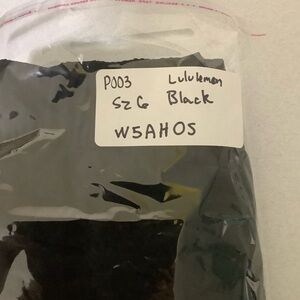 P003 Lululemon
Sz 6 Black
W5AHOS